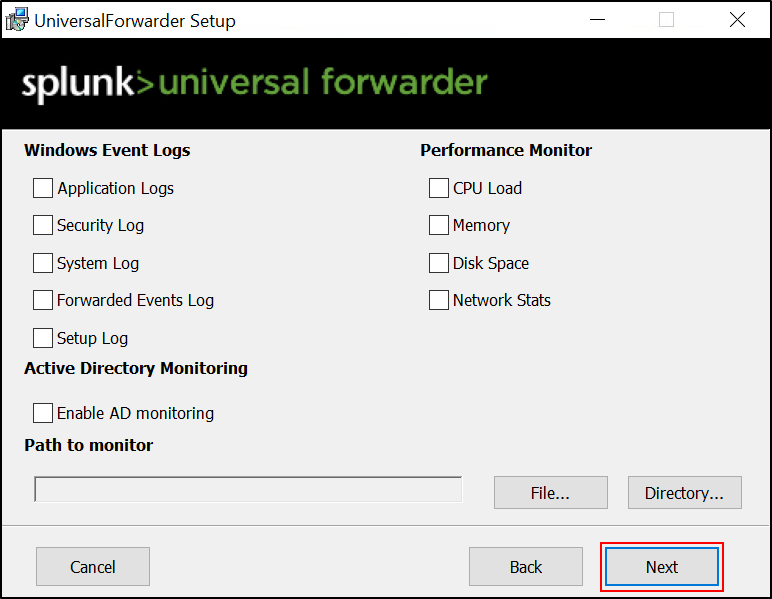 UniversalForwarder Setup
splunk>universal forwarder
Windows Event Logs
Application Logs
Security Log
System Log
Forwarded Events Log
Setup Log
Performance Monitor
CPU Load
Memory
Disk Space
Network Stats
Active Directory Monitoring
Enable AD monitoring
Path to monitor
File...
Directory...
Cancel
Back
Next